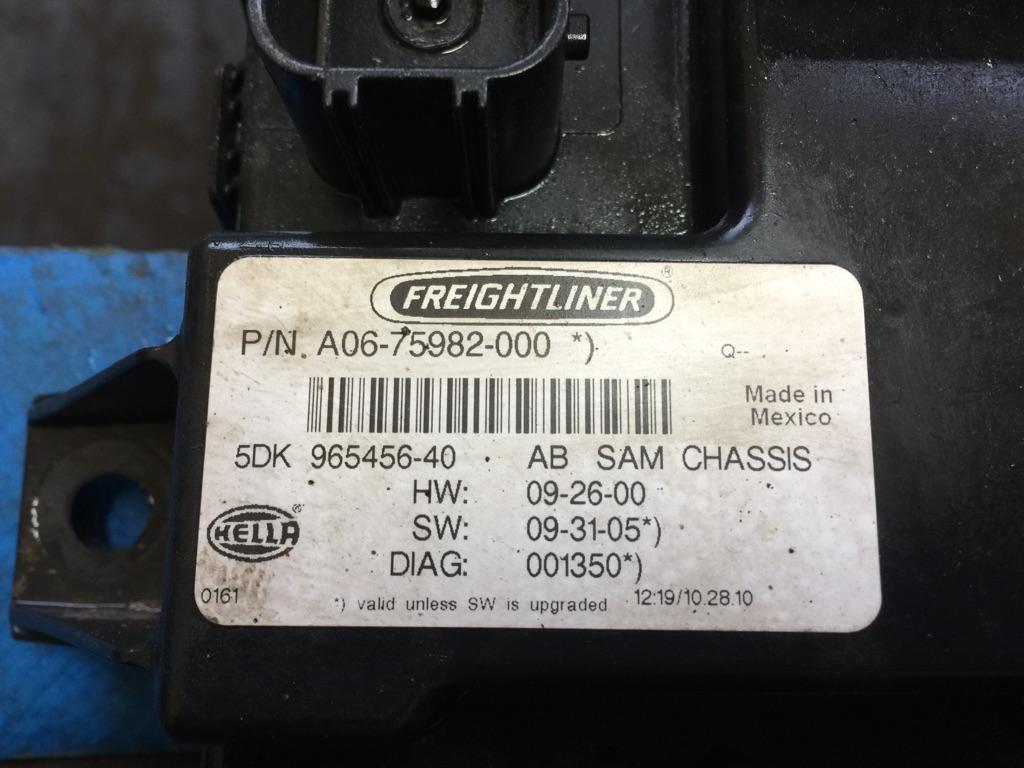 FREIGHTLINER ®
P/N. A06-75982-000 *)
Q--
Made in
Mexico
5DK 965456-40 . AB SAM CHASSIS
HW: 09-26-00
HELLA ®
SW: 09-31-05*)
DIAG: 001350*)
0161
*) valid unless SW is upgraded 12:19/10.28.10